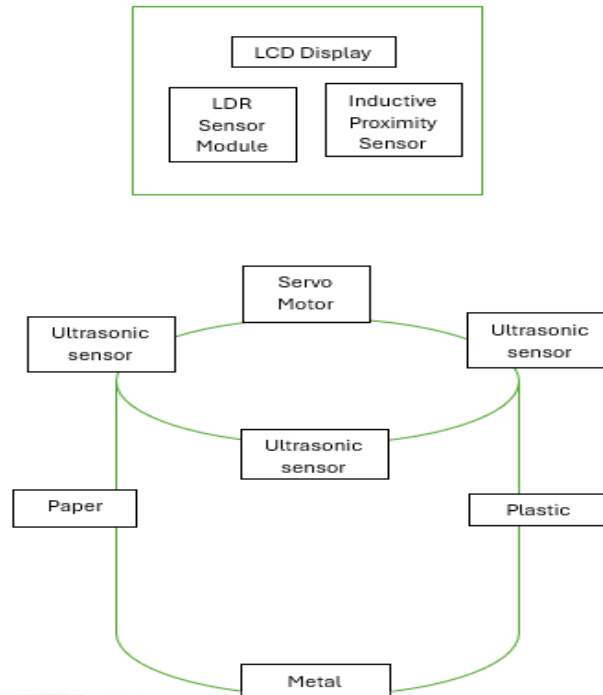 LCD Display
LDR
Sensor
Module
Inductive
Proximity
Sensor
Servo
Motor
Ultrasonic
sensor
Ultrasonic
sensor
Ultrasonic
sensor
Paper
Plastic
Metal